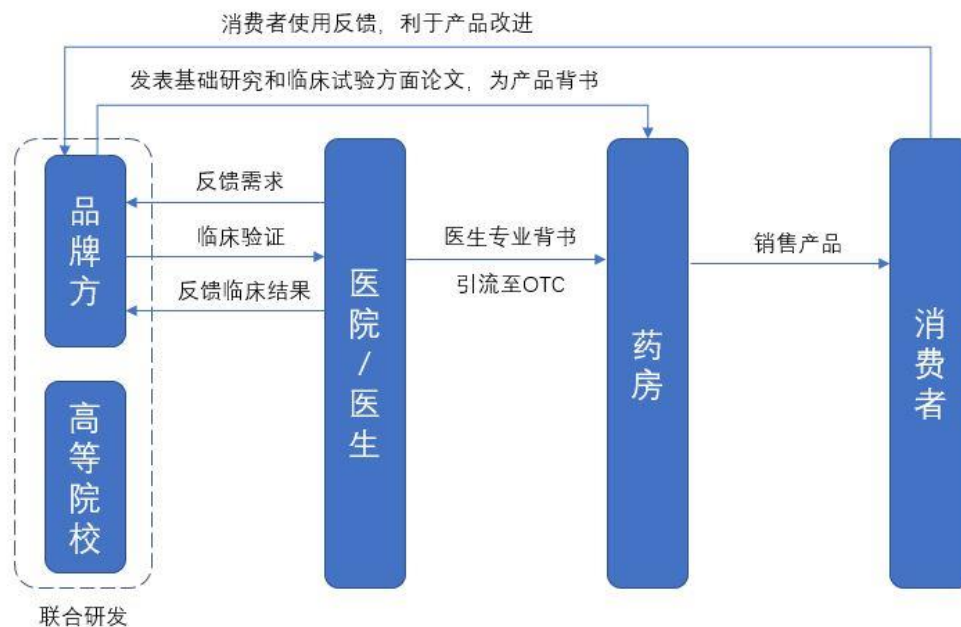 消费者使用反馈，利于产品改进
发表基础研究和临床试验方面论文，为产品背书
品牌方
反馈需求
临床验证
反馈临床结果
医院/医生
医生专业背书
引流至OTC
药房
销售产品
消费者
高等院校
联合研发